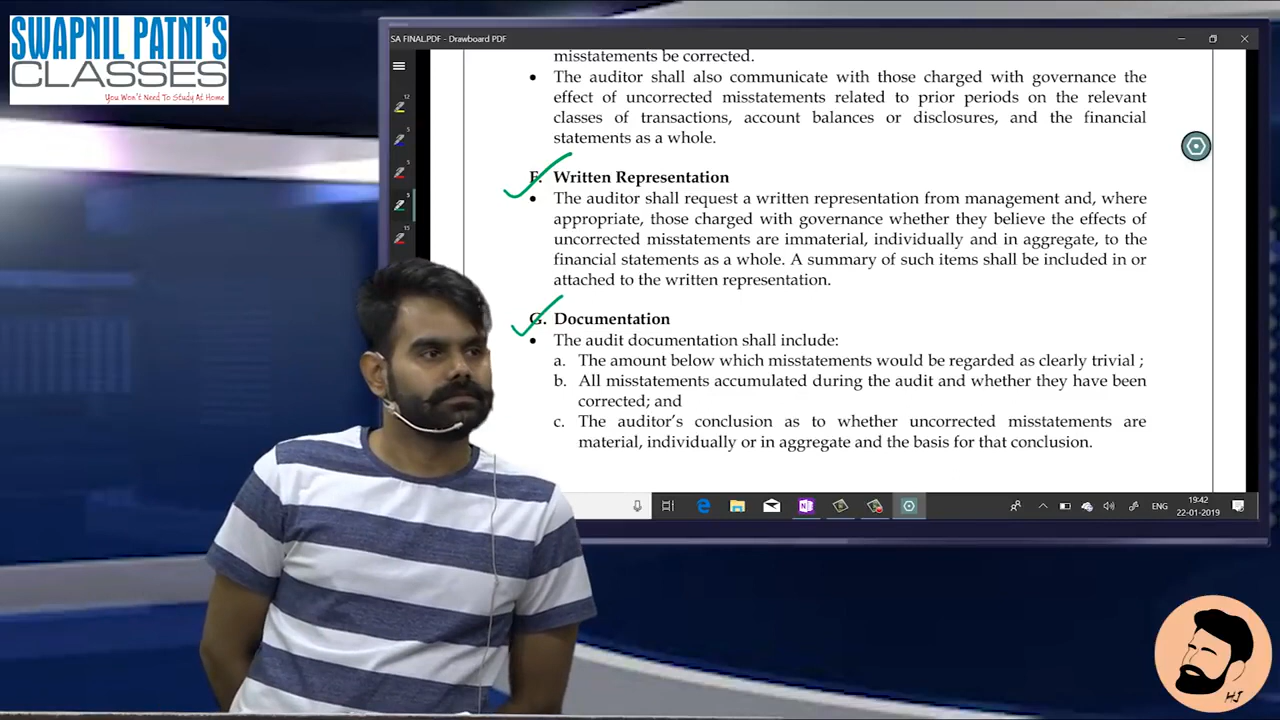 SWAPNIL PATNI'S
CLASSES
You Won't Need To Study At Home
SA FINAL.PDF - Drawboard PDF
misstatements be corrected.
• The auditor shall also communicate with those charged with governance the
effect of uncorrected misstatements related to prior periods on the relevant
classes of transactions, account balances or disclosures, and the financial
statements as a whole.
F. Written Representation
• The auditor shall request a written representation from management and, where
appropriate, those charged with governance whether they believe the effects of
uncorrected misstatements are immaterial, individually and in aggregate, to the
financial statements as a whole. A summary of such items shall be included in or
attached to the written representation.
G. Documentation
• The audit documentation shall include:
a. The amount below which misstatements would be regarded as clearly trivial ;
b. All misstatements accumulated during the audit and whether they have been
corrected; and
c. The auditor's conclusion as to whether uncorrected misstatements are
material, individually or in aggregate and the basis for that conclusion.
ENG
19:42
22-01-2019
HJ